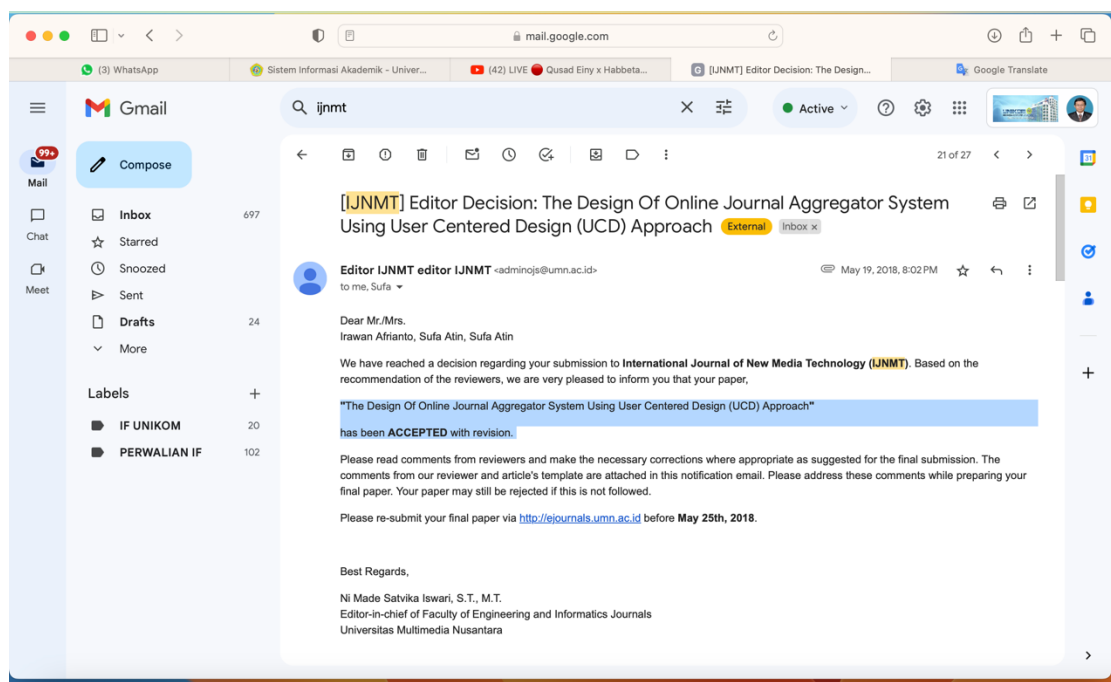 mail.google.com
(3) WhatsApp
Sistem Informasi Akademik - Univer...
(42) LIVE 🔴 Qusad Einy x Habbeta...
[IJNMT] Editor Decision: The Design...
Google Translate
Gmail
ijnmt
Active
UNIKOM
99+
Mail
Chat
Meet
Compose
Inbox 697
Starred
Snoozed
Sent
Drafts 24
More
Labels
IF UNIKOM 20
PERWALIAN IF 102
21 of 27
31
[IJNMT] Editor Decision: The Design Of Online Journal Aggregator System
Using User Centered Design (UCD) Approach External Inbox x
Editor IJNMT editor IJNMT <adminojs@umn.ac.id>
May 19, 2018, 8:02 PM
to me, Sufa
Dear Mr./Mrs.
Irawan Afrianto, Sufa Atin, Sufa Atin
We have reached a decision regarding your submission to International Journal of New Media Technology (IJNMT). Based on the
recommendation of the reviewers, we are very pleased to inform you that your paper,
"The Design Of Online Journal Aggregator System Using User Centered Design (UCD) Approach"
has been ACCEPTED with revision.
Please read comments from reviewers and make the necessary corrections where appropriate as suggested for the final submission. The
comments from our reviewer and article's template are attached in this notification email. Please address these comments while preparing your
final paper. Your paper may still be rejected if this is not followed.
Please re-submit your final paper via http://ejournals.umn.ac.id before May 25th, 2018.
Best Regards,
Ni Made Satvika Iswari, S.T., M.T.
Editor-in-chief of Faculty of Engineering and Informatics Journals
Universitas Multimedia Nusantara